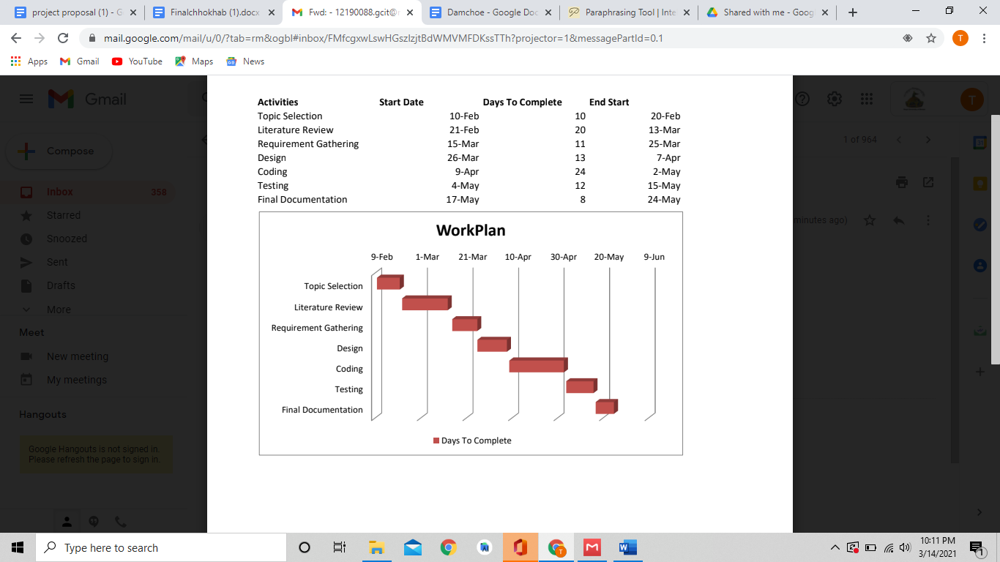 project proposal (1) - G
Finalchhokhab (1).docx
Fwd: - 12190088.gcit@r
Damchoe - Google Doc
Paraphrasing Tool | Inte
Shared with me - Goog
mail.google.com/mail/u/0/?tab=rm&ogbl#inbox/FMfcgxwLswHGszIzjtBdWMVMFDKssTTh?projector=1&messagePartId=0.1
T
Apps
Gmail
YouTube
Maps
News
Gmail
T
Compose
1 of 964
31
Inbox 358
Starred
Snoozed
Sent
Drafts
More
minutes ago)
Meet
New meeting
My meetings
Hangouts
Google Hangouts is not signed in.
Please refresh the page to sign in.
Activities Start Date Days To Complete End Start
Topic Selection 10-Feb 10 20-Feb
Literature Review 21-Feb 20 13-Mar
Requirement Gathering 15-Mar 11 25-Mar
Design 26-Mar 13 7-Apr
Coding 9-Apr 24 2-May
Testing 4-May 12 15-May
Final Documentation 17-May 8 24-May
WorkPlan
9-Feb 1-Mar 21-Mar 10-Apr 30-Apr 20-May 9-Jun
Topic Selection
Literature Review
Requirement Gathering
Design
Coding
Testing
Final Documentation
Days To Complete
Type here to search
10:11 PM
3/14/2021
1